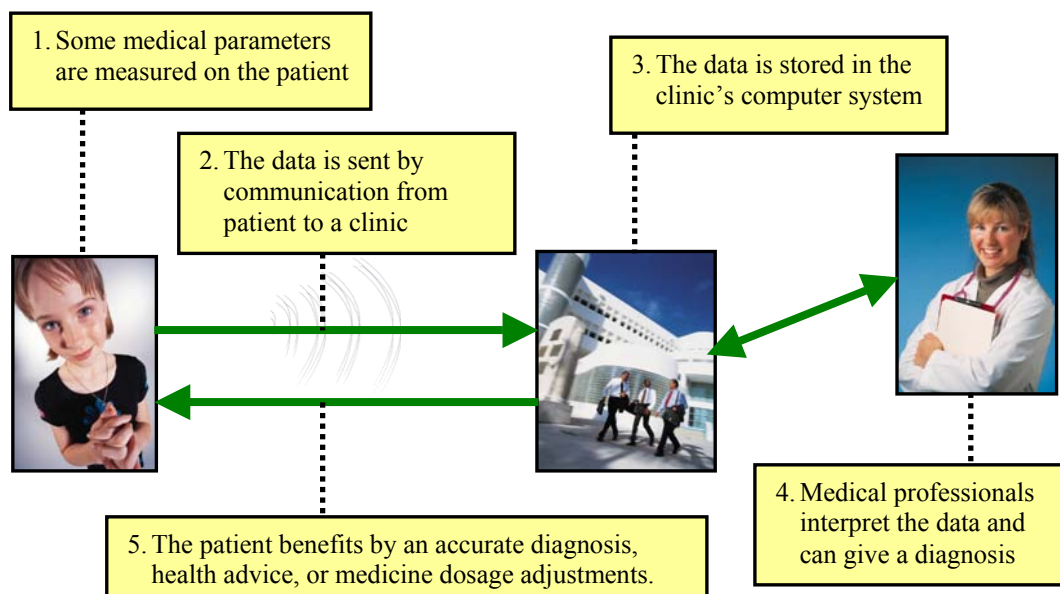 1. Some medical parameters
are measured on the patient
2. The data is sent by
communication from
patient to a clinic
3. The data is stored in the
clinic's computer system
4. Medical professionals
interpret the data and
can give a diagnosis
5. The patient benefits by an accurate diagnosis,
health advice, or medicine dosage adjustments.